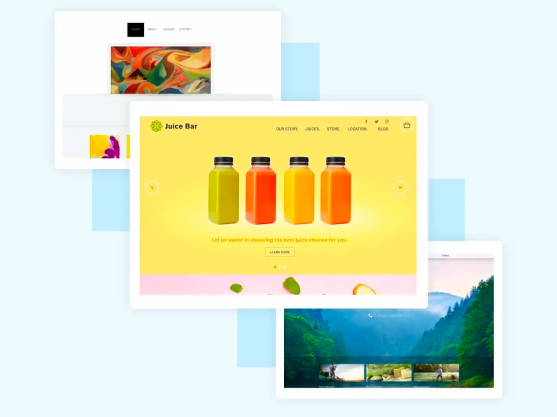 HOME ABOUT GALLERY CONTACT
Juice Bar
OUR STORY. JUICES. STORE LOCATION. BLOG.
Let us assist in choosing the best juice cleanse for you.
LEARN MORE